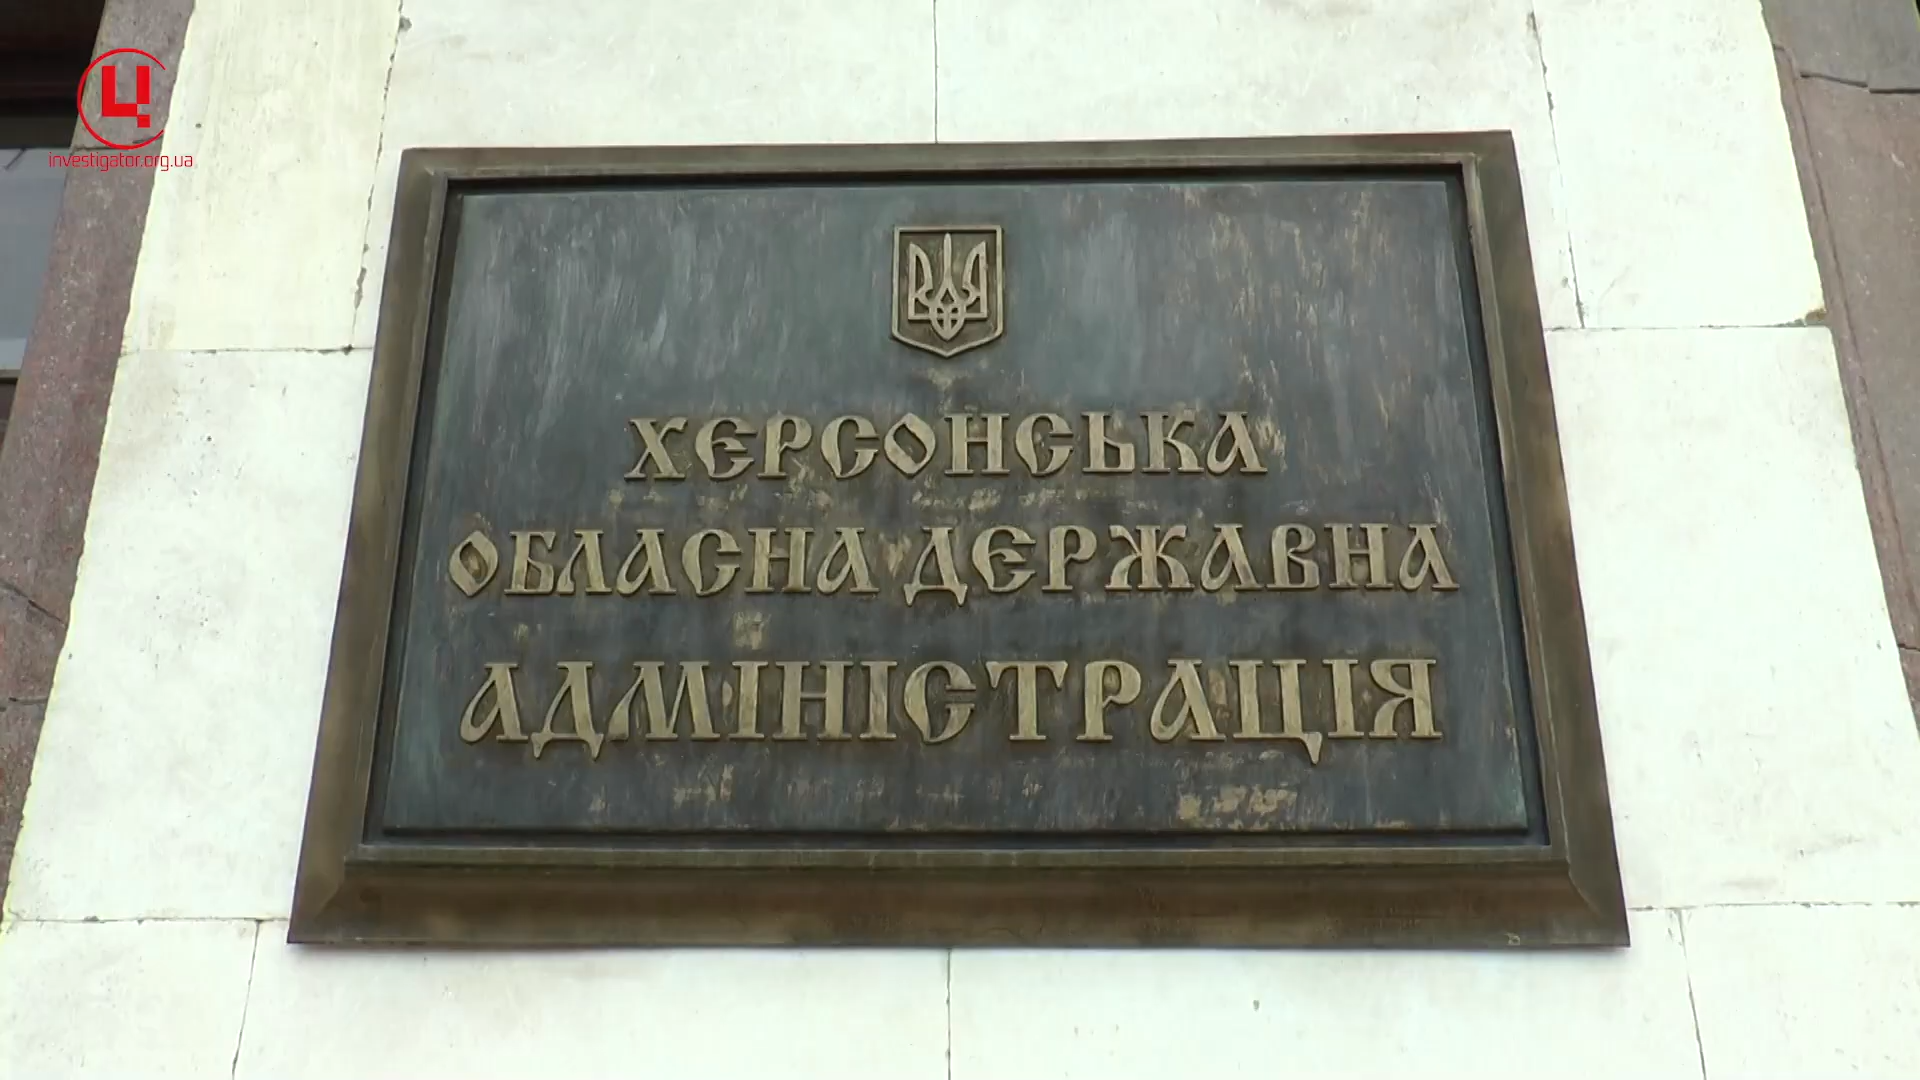 Ц
investigator.org.ua
ХЕРСОНСЬКА
ОБЛАСНА ДЕРЖАВНА
АДМІНІСТРАЦІЯ